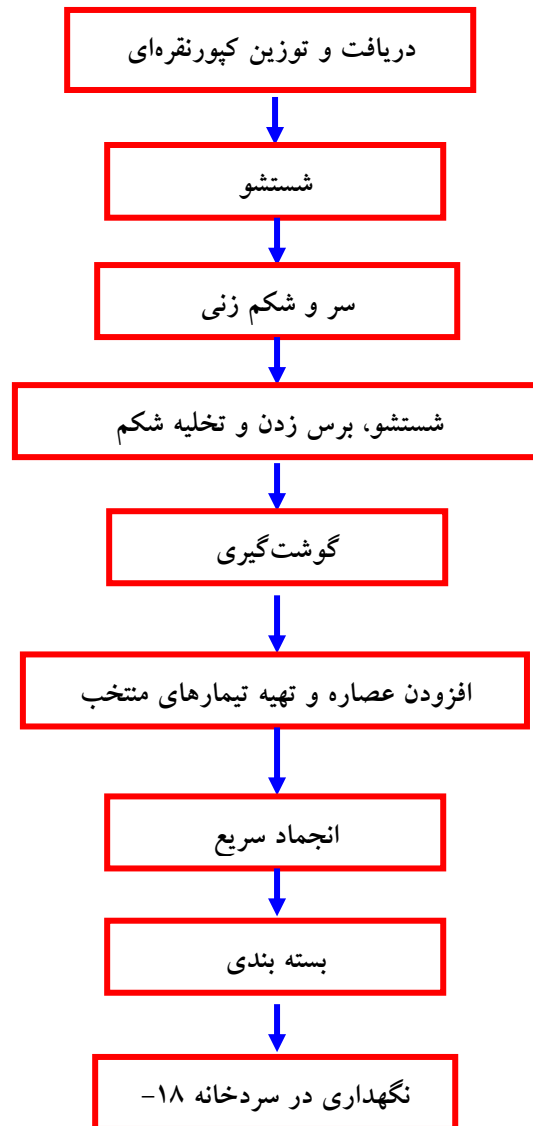 دریافت و توزین کپورنقره‌ای
شستشو
سر و شکم زنی
شستشو، برس زدن و تخلیه شکم
گوشت‌گیری
افزودن عصاره و تهیه تیمارهای منتخب
انجماد سریع
بسته بندی
نگهداری در سردخانه ۱۸-